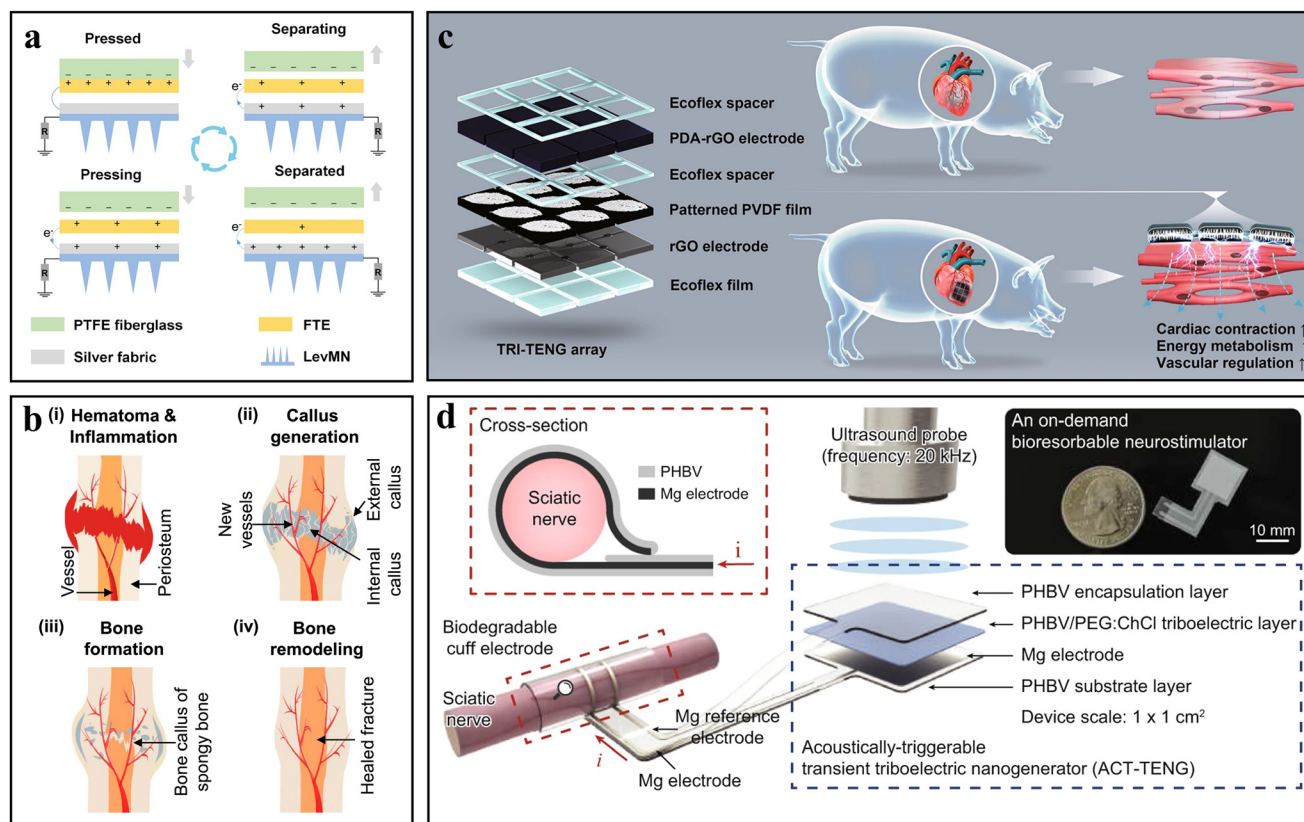 a
Pressed
Separating
− − − − − −
+ + + + + +
− − − − −
+ + +
e-
+ + +
R
R
Pressing
Separated
− − − − −
+ + +
e-
+ + +
− − − − −
+
e-
+ + + + +
R
R
PTFE fiberglass
FTE
Silver fabric
LevMN
b
(i)
Hematoma &
Inflammation
Vessel
Periosteum
(ii)
Callus
generation
New
vessels
External
callus
Internal
callus
(iii)
Bone
formation
Bone callus of
spongy bone
(iv)
Bone
remodeling
Healed fracture
c
Ecoflex spacer
PDA-rGO electrode
Ecoflex spacer
Patterned PVDF film
rGO electrode
Ecoflex film
TRI-TENG array
Cardiac contraction ↑
Energy metabolism ↑
Vascular regulation ↑
d
Cross-section
PHBV
Mg electrode
Sciatic
nerve
i
Ultrasound probe
(frequency: 20 kHz)
An on-demand
bioresorbable neurostimulator
10 mm
Biodegradable
cuff electrode
Sciatic
nerve
Mg reference
electrode
i
Mg electrode
PHBV encapsulation layer
PHBV/PEG:ChCl triboelectric layer
Mg electrode
PHBV substrate layer
Device scale: 1 x 1 cm²
Acoustically-triggerable
transient triboelectric nanogenerator (ACT-TENG)